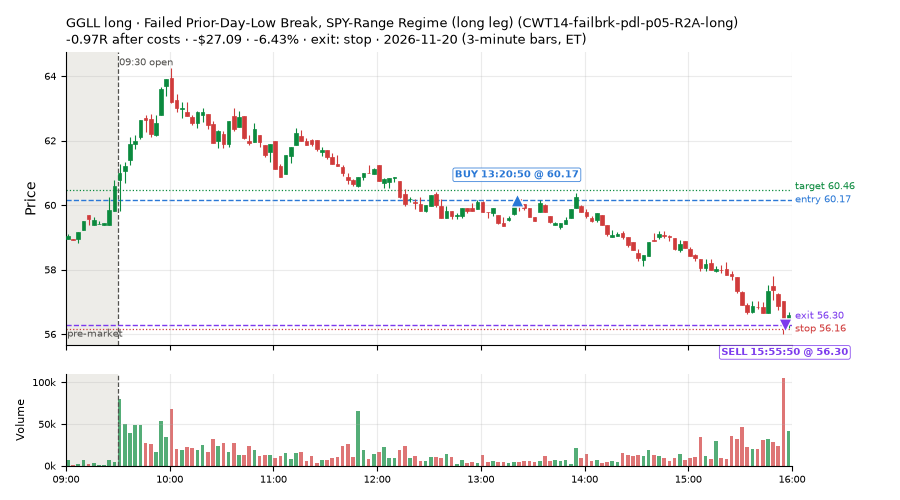 GGLL long · Failed Prior-Day-Low Break, SPY-Range Regime (long leg) (CWT14-failbrk-pdl-p05-R2A-long)
-0.97R after costs · -$27.09 · -6.43% · exit: stop · 2026-11-20 (3-minute bars, ET)
09:30 open
64
62
60
58
56
Price
BUY 13:20:50 @ 60.17
target 60.46
entry 60.17
exit 56.30
stop 56.16
pre-market
SELL 15:55:50 @ 56.30
100k
50k
0k
Volume
09:00 10:00 11:00 12:00 13:00 14:00 15:00 16:00